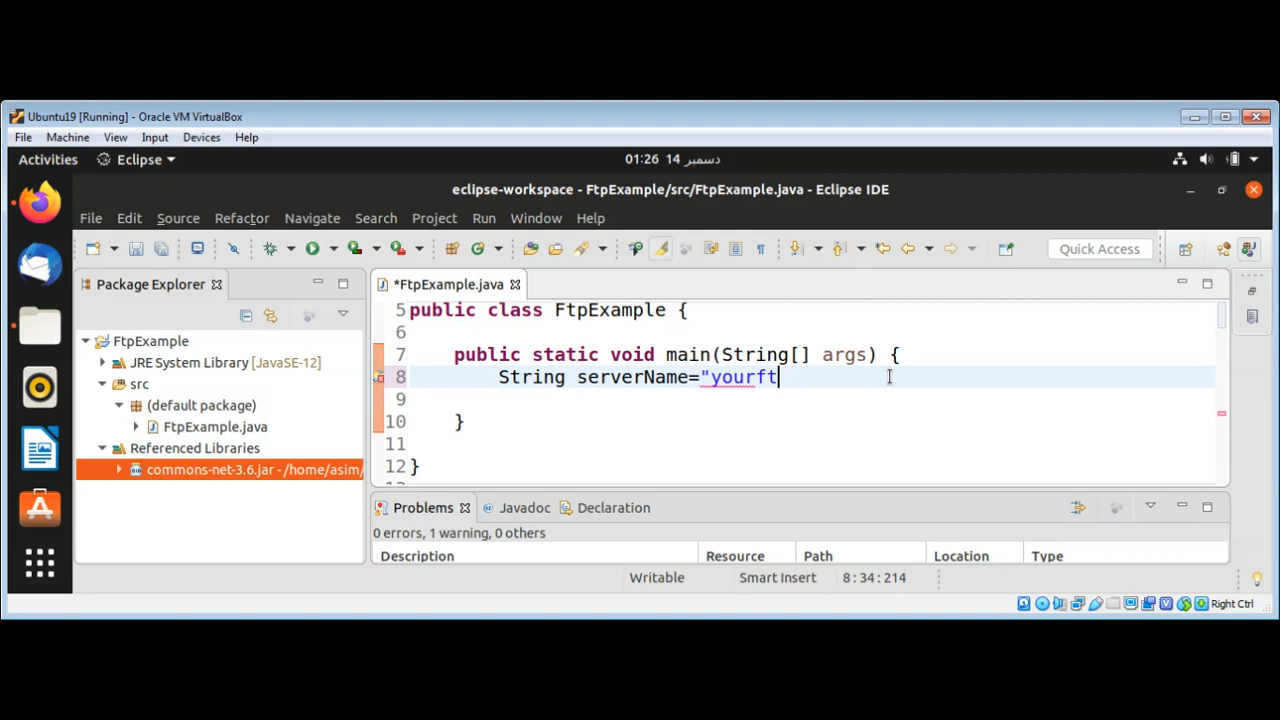 Ubuntu19 [Running] - Oracle VM VirtualBox
File Machine View Input Devices Help
Activities Eclipse 01:26 14 دسمبر
eclipse-workspace - FtpExample/src/FtpExample.java - Eclipse IDE
File Edit Source Refactor Navigate Search Project Run Window Help
Quick Access
Package Explorer
FtpExample
JRE System Library [JavaSE-12]
src
(default package)
FtpExample.java
Referenced Libraries
commons-net-3.6.jar - /home/asim/
*FtpExample.java
5 public class FtpExample {
6
7 public static void main(String[] args) {
8 String serverName="yourft
9
10 }
11
12 }
Problems Javadoc Declaration
0 errors, 1 warning, 0 others
Description Resource Path Location Type
Writable Smart Insert 8:34:214
Right Ctrl